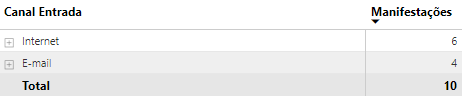 Canal Entrada Manifestações
Internet 6
E-mail 4
Total 10